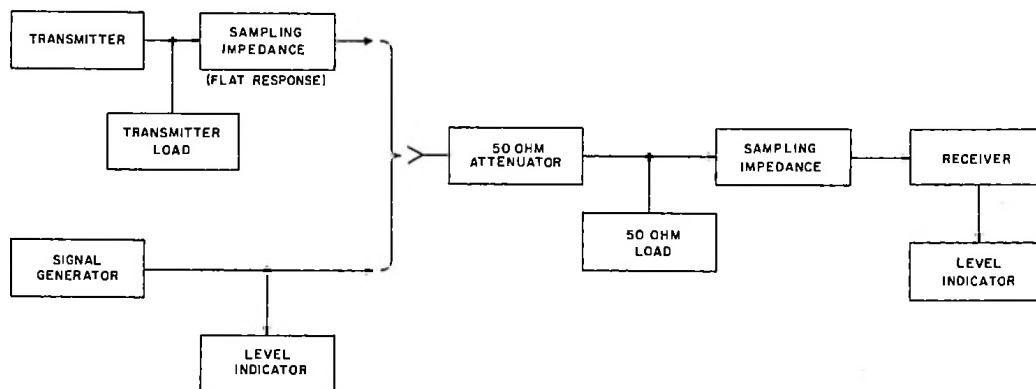 TRANSMITTER
SAMPLING
IMPEDANCE
(FLAT RESPONSE)
TRANSMITTER
LOAD
50 OHM
ATTENUATOR
SAMPLING
IMPEDANCE
RECEIVER
50 OHM
LOAD
SIGNAL
GENERATOR
LEVEL
INDICATOR
LEVEL
INDICATOR